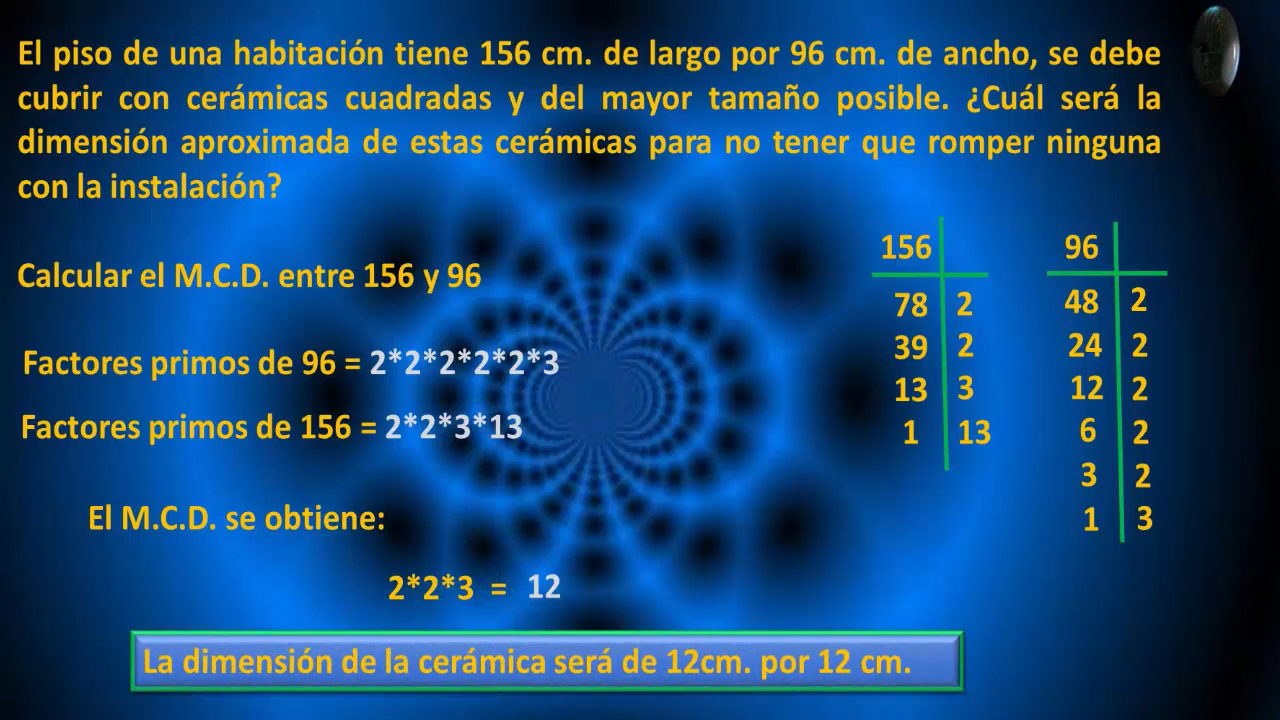 El piso de una habitación tiene 156 cm. de largo por 96 cm. de ancho, se debe
cubrir con cerámicas cuadradas y del mayor tamaño posible. ¿Cuál será la
dimensión aproximada de estas cerámicas para no tener que romper ninguna
con la instalación?
Calcular el M.C.D. entre 156 y 96
Factores primos de 96 = 2*2*2*2*2*3
Factores primos de 156 = 2*2*3*13
El M.C.D. se obtiene:
2*2*3 = 12
La dimensión de la cerámica será de 12cm. por 12 cm.
156
78 2
39 2
13 3
1 13
96
48 2
24 2
12 2
6 2
3 2
1 3